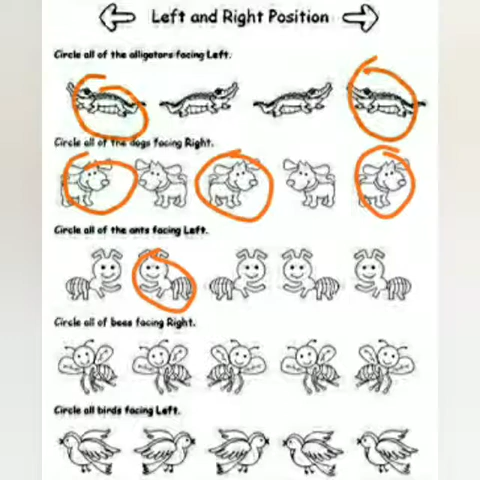 Left and Right Position
Circle all of the alligators facing Left.
Circle all of the dogs facing Right.
Circle all of the ants facing Left.
Circle all of bees facing Right.
Circle all birds facing Left.